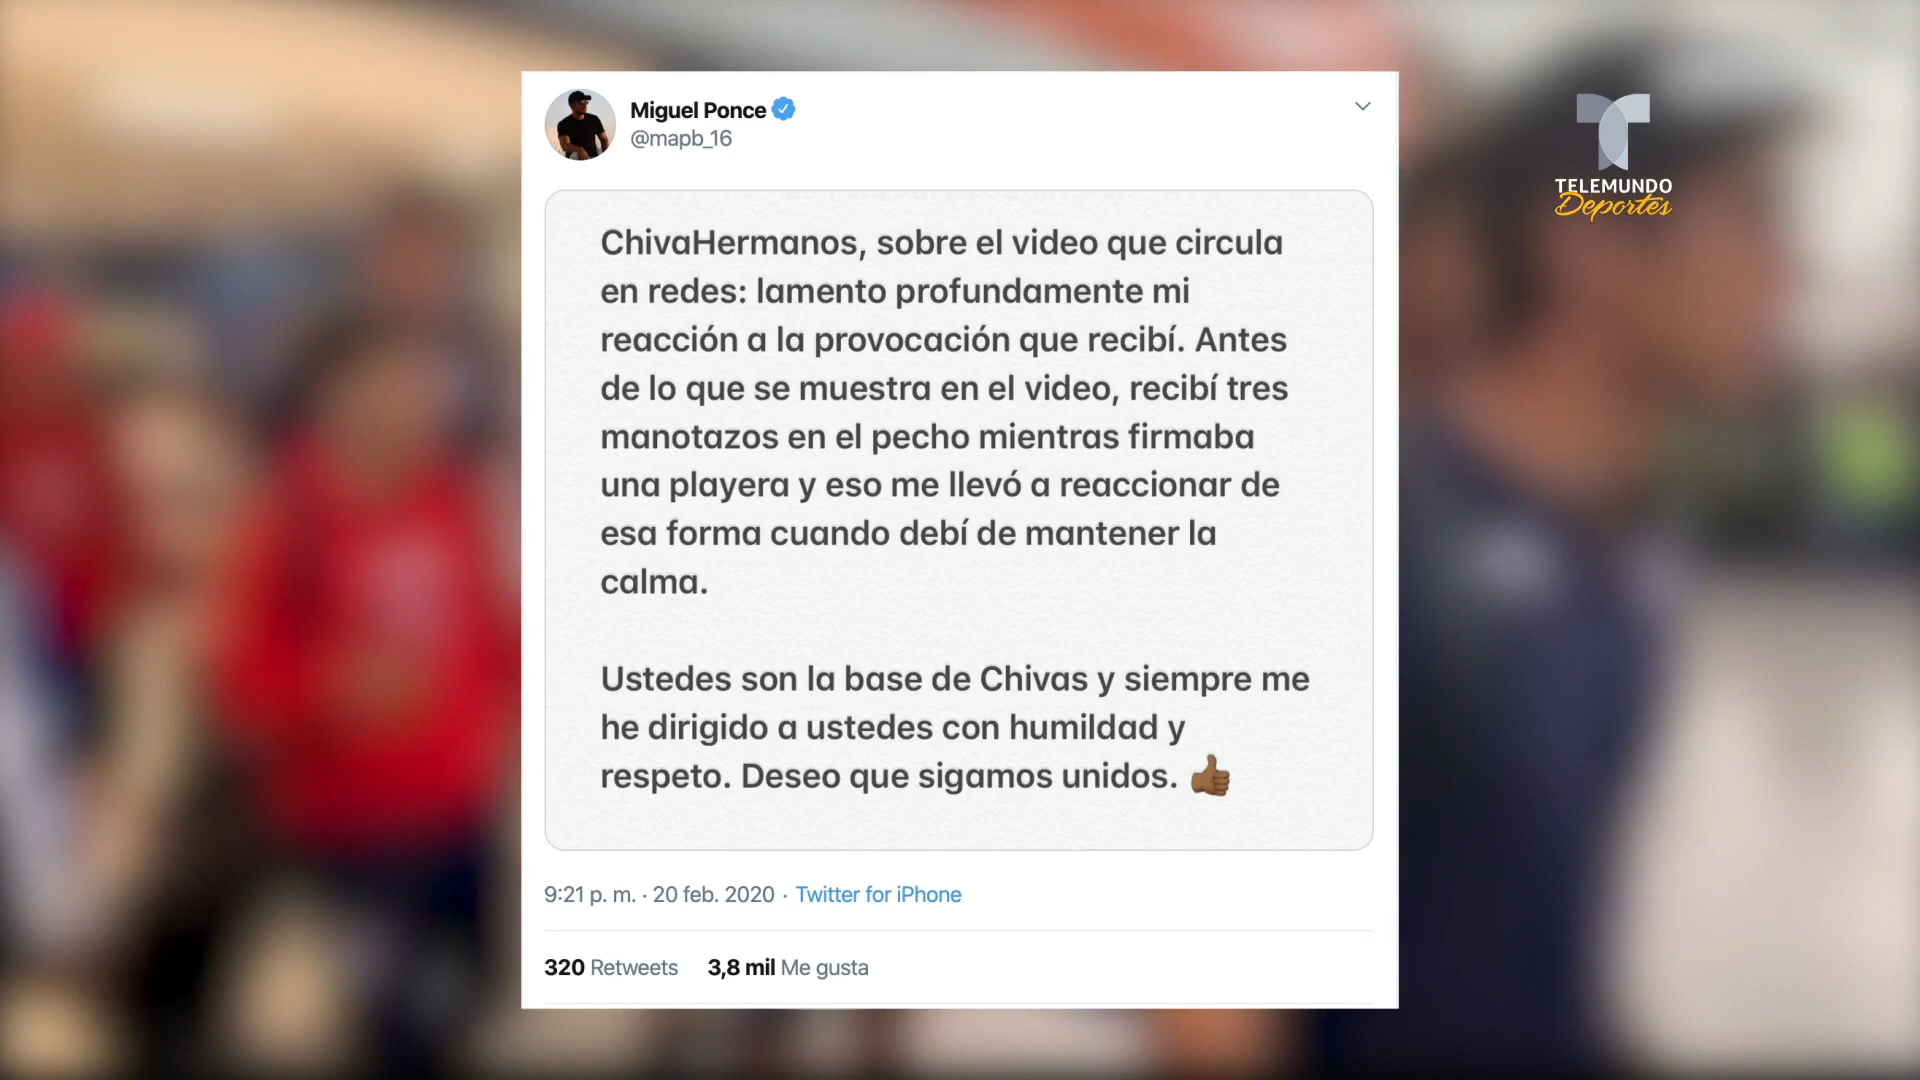 Miguel Ponce
@mapb_16
TELEMUNDO
Deportes
ChivaHermanos, sobre el video que circula
en redes: lamento profundamente mi
reacción a la provocación que recibí. Antes
de lo que se muestra en el video, recibí tres
manotazos en el pecho mientras firmaba
una playera y eso me llevó a reaccionar de
esa forma cuando debí de mantener la
calma.
Ustedes son la base de Chivas y siempre me
he dirigido a ustedes con humildad y
respeto. Deseo que sigamos unidos. 👍🏾
9:21 p. m. · 20 feb. 2020 · Twitter for iPhone
320 Retweets 3,8 mil Me gusta